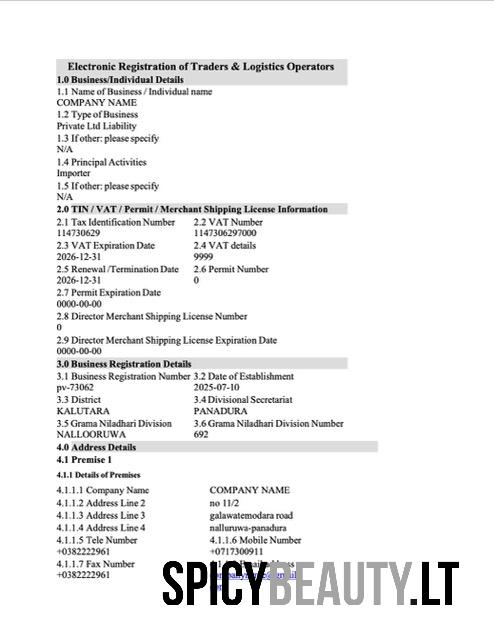 Electronic Registration of Traders & Logistics Operators
1.0 Business/Individual Details
1.1 Name of Business / Individual name
COMPANY NAME
1.2 Type of Business
Private Ltd Liability
1.3 If other: please specify
N/A
1.4 Principal Activities
Importer
1.5 If other: please specify
N/A
2.0 TIN / VAT / Permit / Merchant Shipping License Information
2.1 Tax Identification Number 2.2 VAT Number
114730629 1147306297000
2.3 VAT Expiration Date 2.4 VAT details
2026-12-31 9999
2.5 Renewal /Termination Date 2.6 Permit Number
2026-12-31 0
2.7 Permit Expiration Date
0000-00-00
2.8 Director Merchant Shipping License Number
0
2.9 Director Merchant Shipping License Expiration Date
0000-00-00
3.0 Business Registration Details
3.1 Business Registration Number 3.2 Date of Establishment
pv-73062 2025-07-10
3.3 District 3.4 Divisional Secretariat
KALUTARA PANADURA
3.5 Grama Niladhari Division 3.6 Grama Niladhari Division Number
NALLOORUWA 692
4.0 Address Details
4.1 Premise 1
4.1.1 Details of Premises
4.1.1.1 Company Name COMPANY NAME
4.1.1.2 Address Line 2 no 11/2
4.1.1.3 Address Line 3 galawatemodara road
4.1.1.4 Address Line 4 nalluruwa-panadura
4.1.1.5 Tele Number 4.1.1.6 Mobile Number
+0382222961 +0717300911
4.1.1.7 Fax Number
+0382222961
SPICYBEAUTY.LT